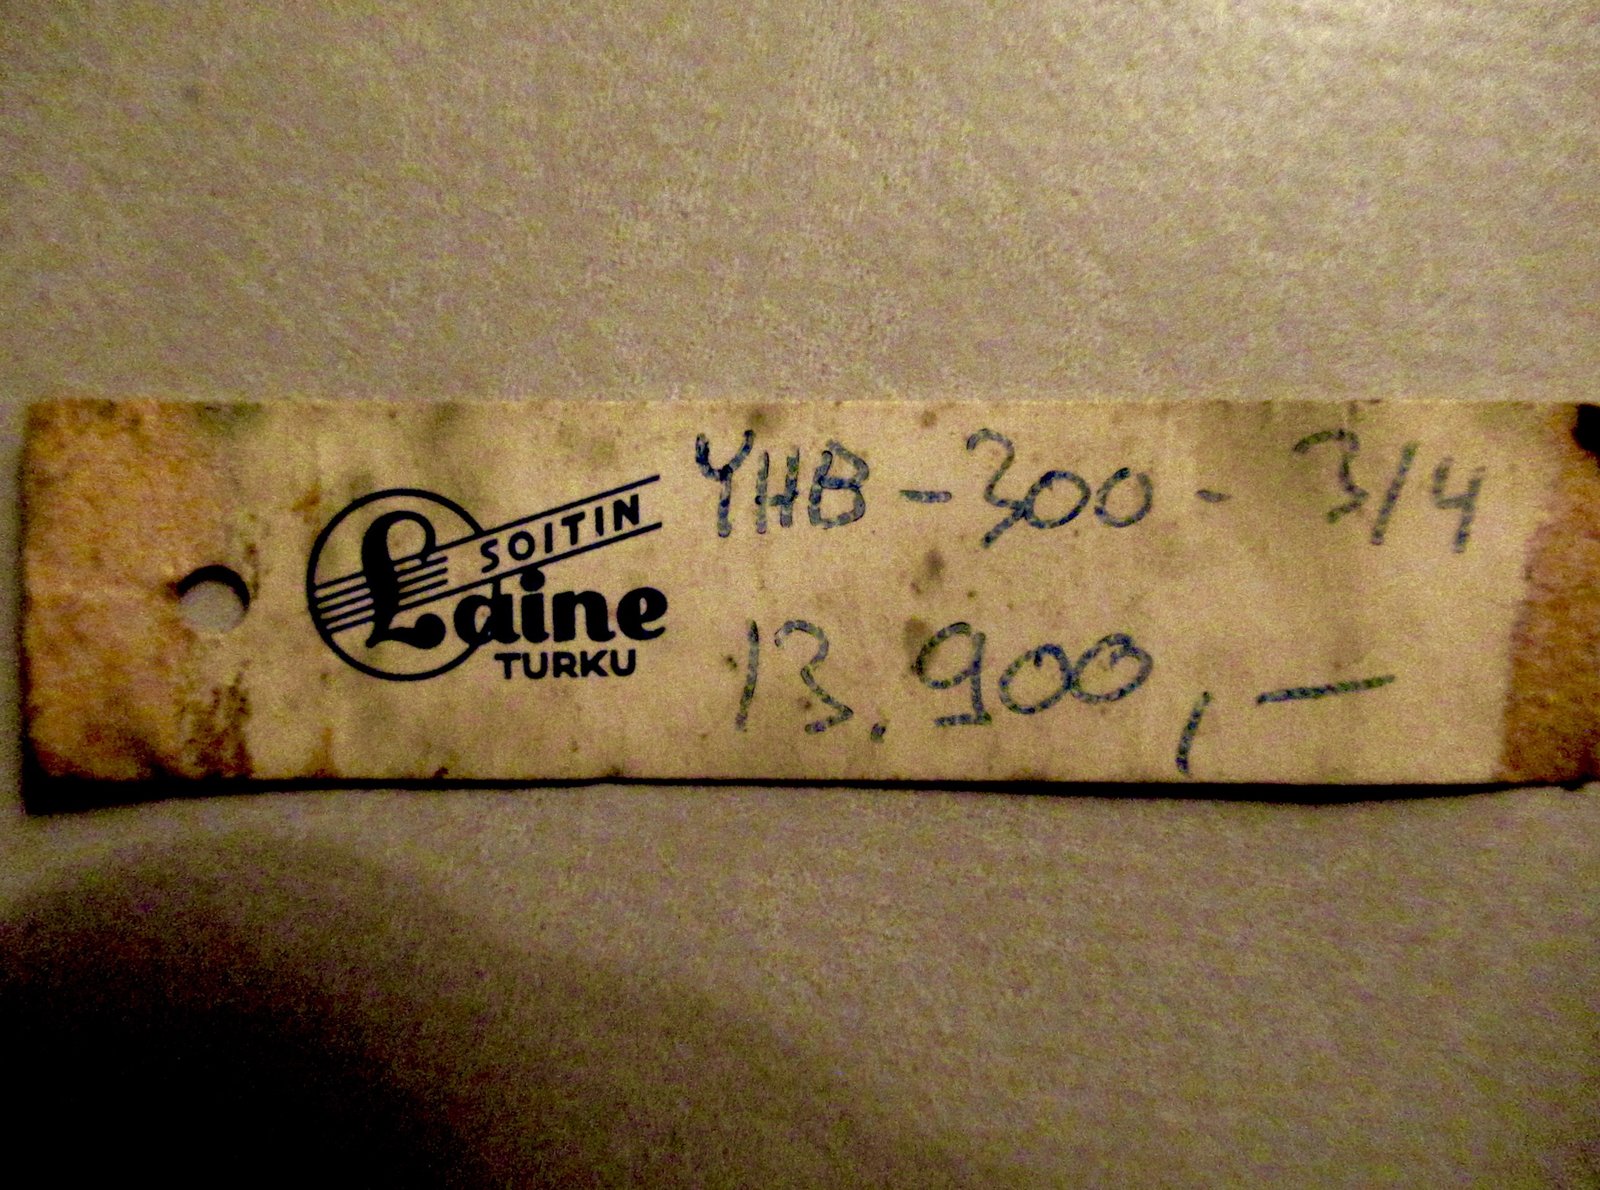 SOITIN
Laine
TURKU
YHB-300-3/4
13.900,-